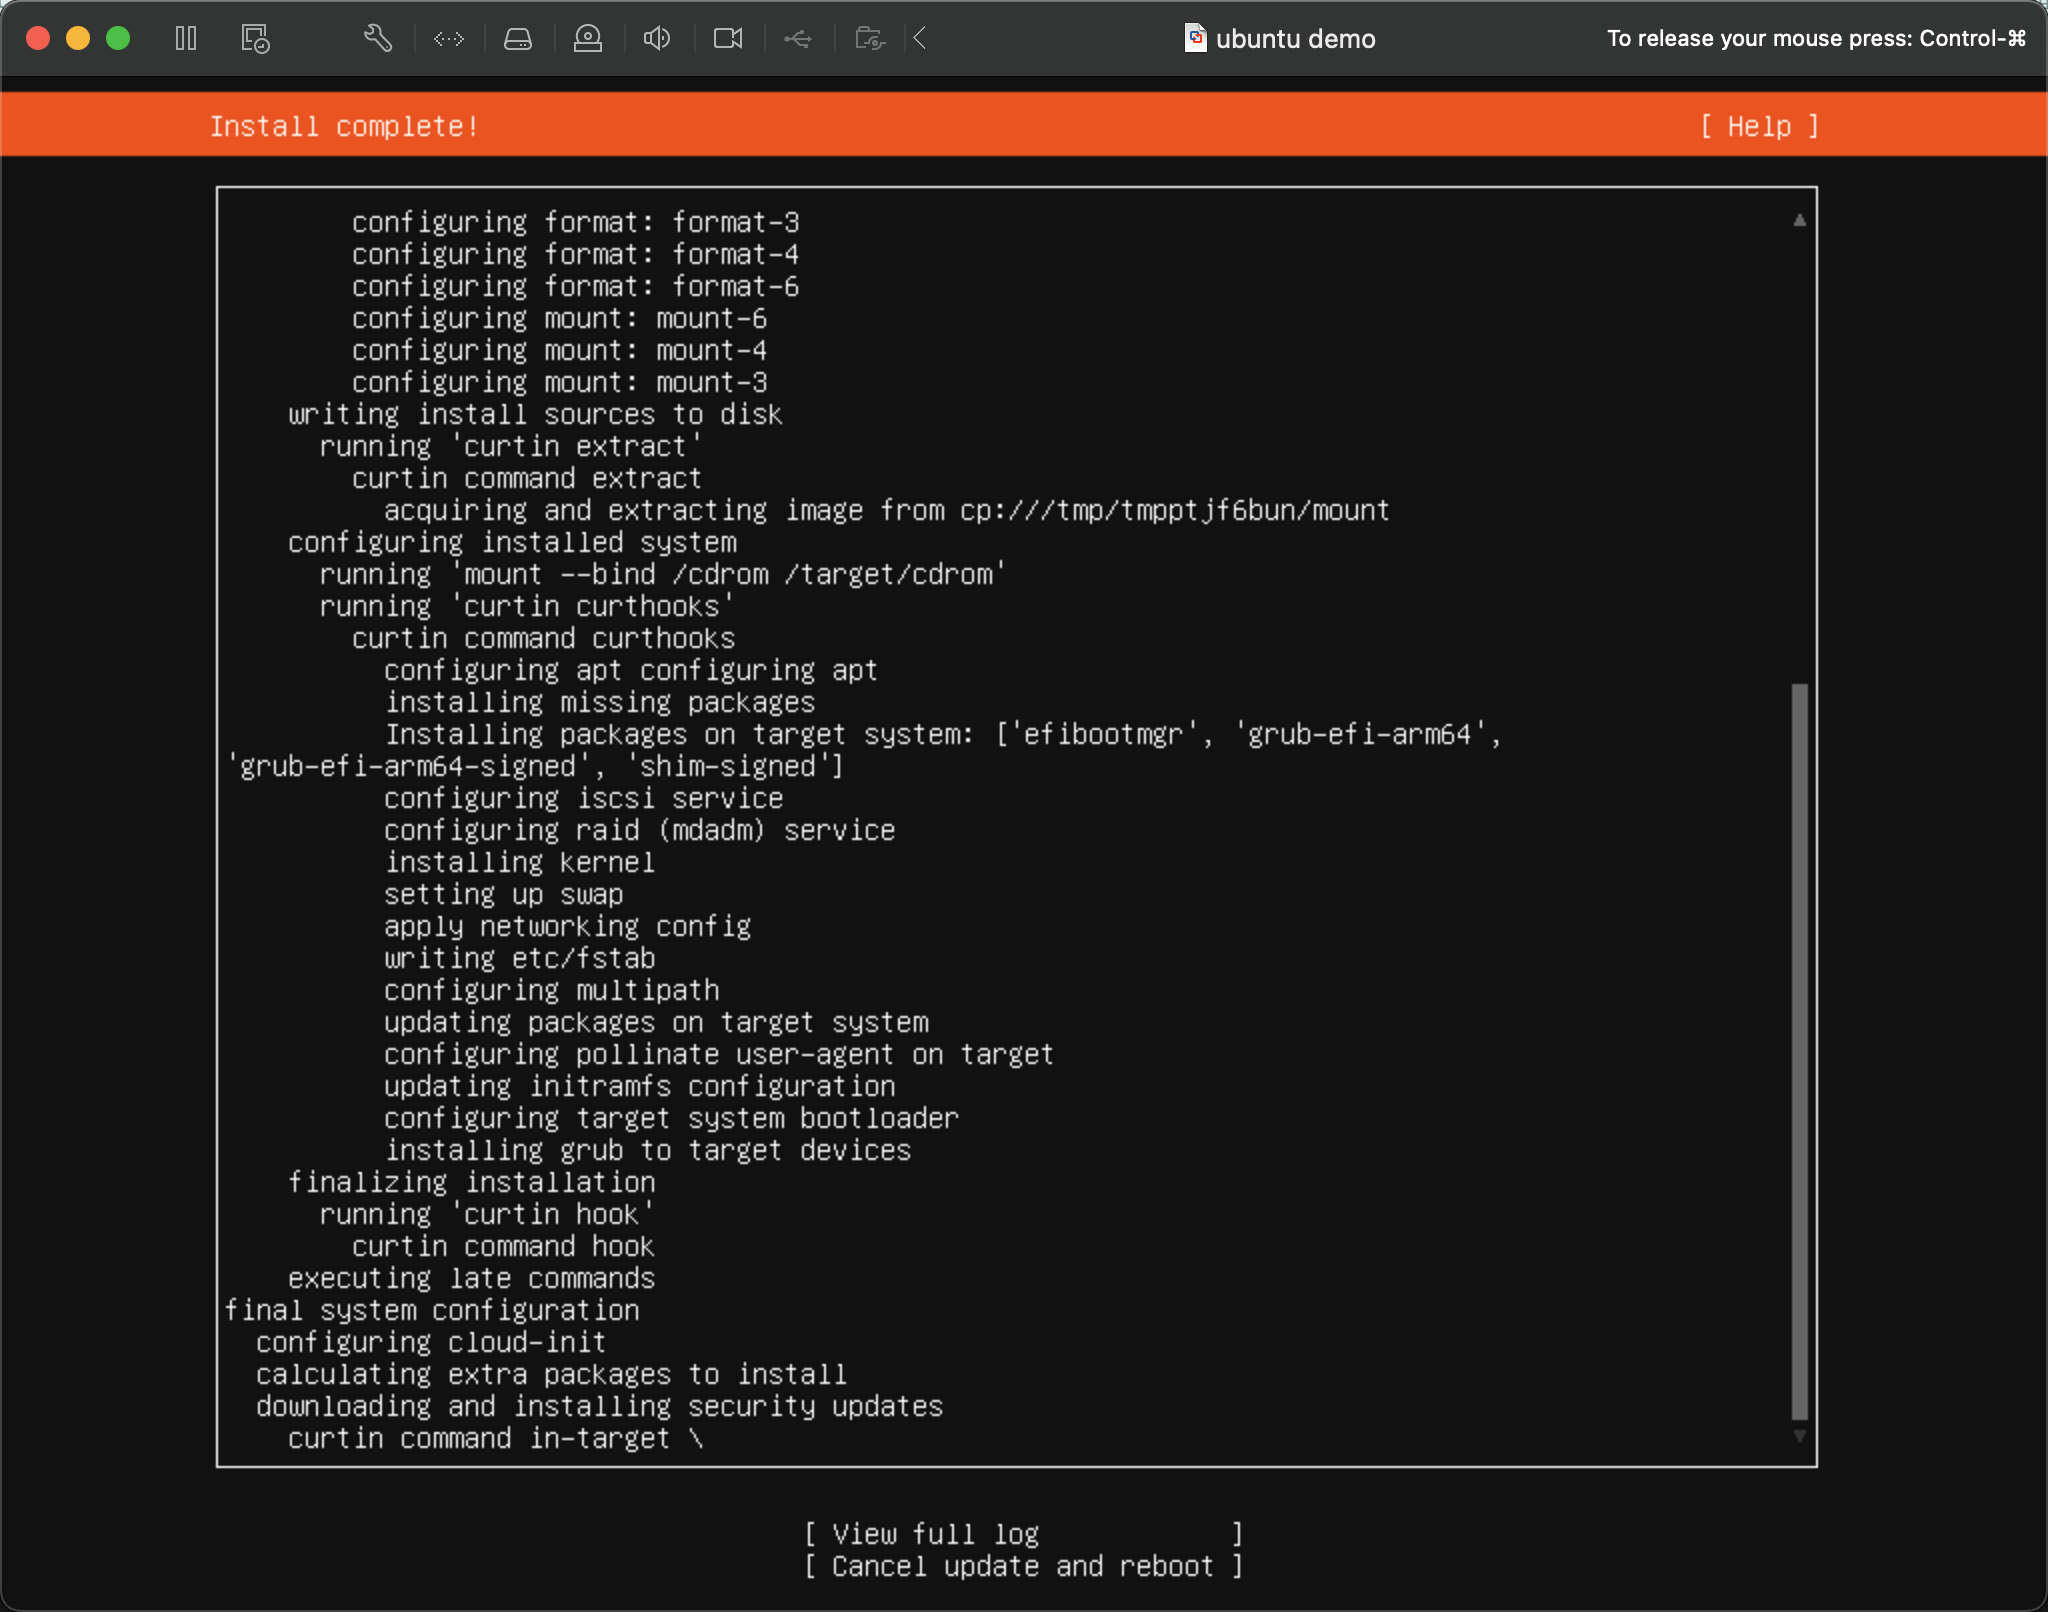 ubuntu demo
To release your mouse press: Control-⌘
Install complete!
[ Help ]
configuring format: format-3
configuring format: format-4
configuring format: format-6
configuring mount: mount-6
configuring mount: mount-4
configuring mount: mount-3
writing install sources to disk
running 'curtin extract'
curtin command extract
acquiring and extracting image from cp:///tmp/tmpptjf6bun/mount
configuring installed system
running 'mount --bind /cdrom /target/cdrom'
running 'curtin curthooks'
curtin command curthooks
configuring apt configuring apt
installing missing packages
Installing packages on target system: ['efibootmgr', 'grub-efi-arm64',
'grub-efi-arm64-signed', 'shim-signed']
configuring iscsi service
configuring raid (mdadm) service
installing kernel
setting up swap
apply networking config
writing etc/fstab
configuring multipath
updating packages on target system
configuring pollinate user-agent on target
updating initramfs configuration
configuring target system bootloader
installing grub to target devices
finalizing installation
running 'curtin hook'
curtin command hook
executing late commands
final system configuration
configuring cloud-init
calculating extra packages to install
downloading and installing security updates
curtin command in-target \
[ View full log ]
[ Cancel update and reboot ]